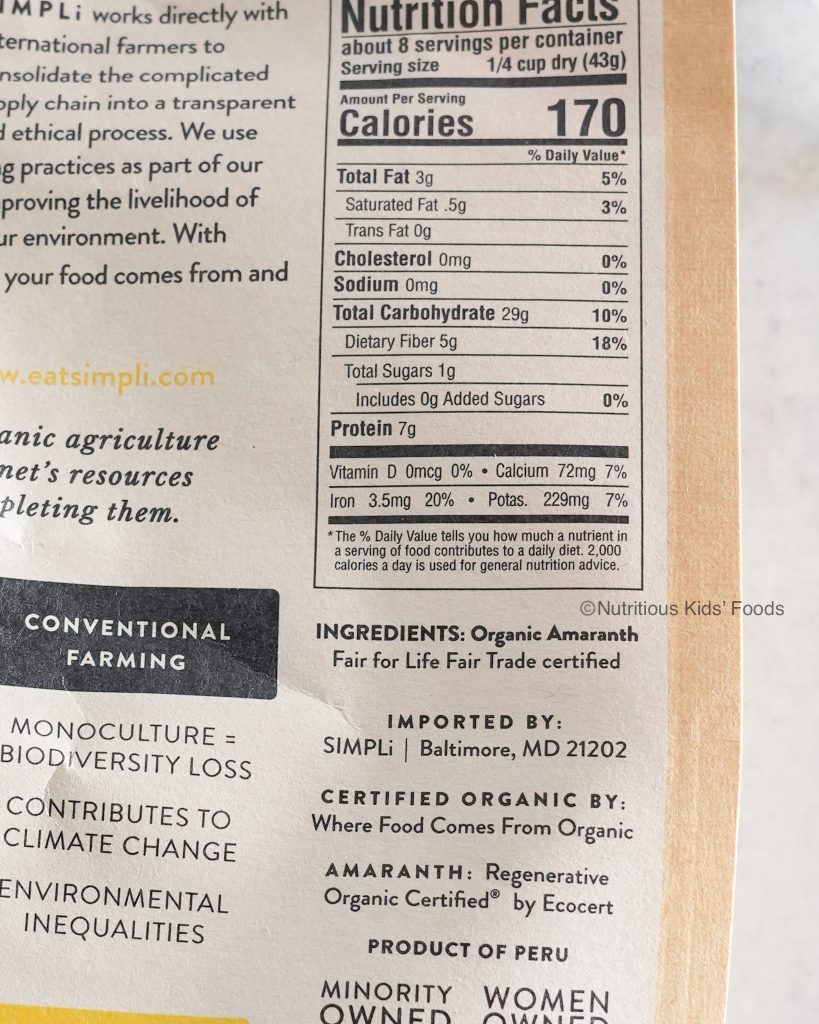 IMPLi works directly with
ternational farmers to
nsolidate the complicated
pply chain into a transparent
d ethical process. We use
g practices as part of our
proving the livelihood of
ur environment. With
your food comes from and
w.eatsimpli.com
anic agriculture
net's resources
pleting them.
CONVENTIONAL
FARMING
MONOCULTURE =
BIODIVERSITY LOSS
CONTRIBUTES TO
CLIMATE CHANGE
ENVIRONMENTAL
INEQUALITIES
Nutrition Facts
about 8 servings per container
Serving size 1/4 cup dry (43g)
Amount Per Serving
Calories 170
% Daily Value*
Total Fat 3g 5%
Saturated Fat .5g 3%
Trans Fat 0g
Cholesterol 0mg 0%
Sodium 0mg 0%
Total Carbohydrate 29g 10%
Dietary Fiber 5g 18%
Total Sugars 1g
Includes 0g Added Sugars 0%
Protein 7g
Vitamin D 0mcg 0% • Calcium 72mg 7%
Iron 3.5mg 20% • Potas. 229mg 7%
*The % Daily Value tells you how much a nutrient in
a serving of food contributes to a daily diet. 2,000
calories a day is used for general nutrition advice.
©Nutritious Kids' Foods
INGREDIENTS: Organic Amaranth
Fair for Life Fair Trade certified
IMPORTED BY:
SIMPLi | Baltimore, MD 21202
CERTIFIED ORGANIC BY:
Where Food Comes From Organic
AMARANTH: Regenerative
Organic Certified® by Ecocert
PRODUCT OF PERU
MINORITY WOMEN
OWNED OWNED